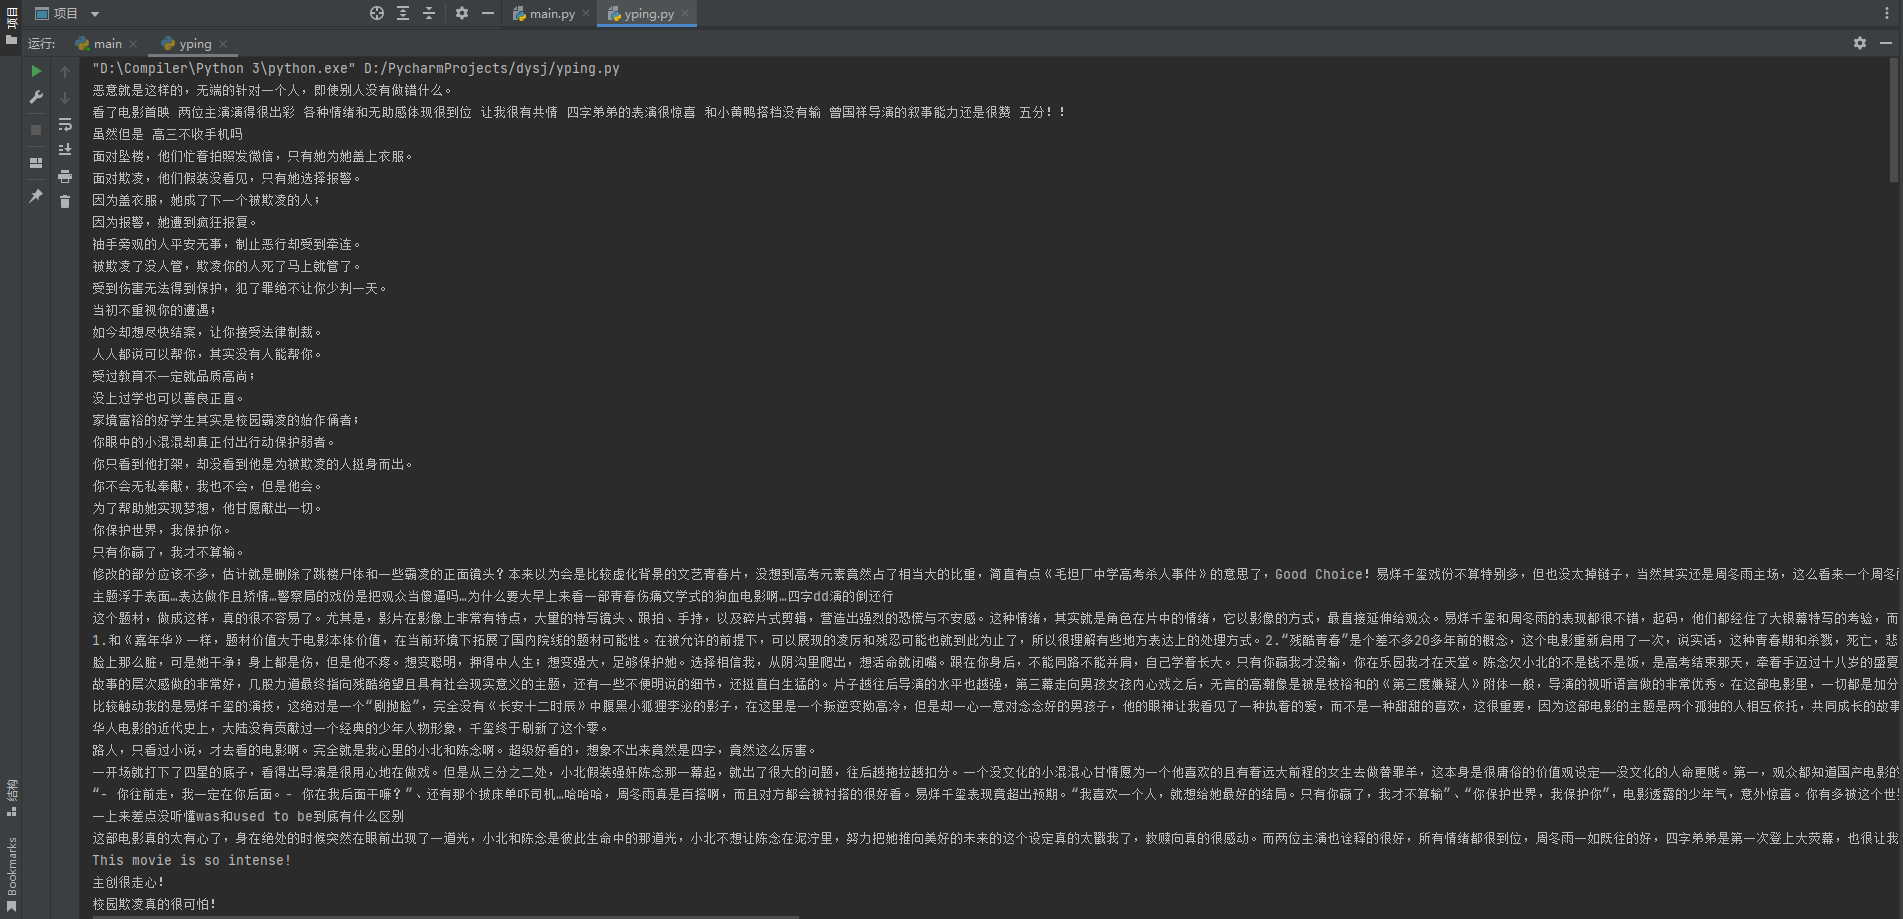 项目
main.py
yping.py
运行:
main
yping
"D:\Compiler\Python 3\python.exe" D:/PycharmProjects/dysj/yping.py
恶意就是这样的，无端的针对一个人，即使别人没有做错什么。
看了电影首映 两位主演演得很出彩 各种情绪和无助感体现很到位 让我很有共情 四字弟弟的表演很惊喜 和小黄鸭搭档没有输 曾国祥导演的叙事能力还是很赞 五分！！
虽然但是 高三不收手机吗
面对坠楼，他们忙着拍照发微信，只有她为她盖上衣服。
面对欺凌，他们假装没看见，只有她选择报警。
因为盖衣服，她成了下一个被欺凌的人；
因为报警，她遭到疯狂报复。
袖手旁观的人平安无事，制止恶行却受到牵连。
被欺凌了没人管，欺凌你的人死了马上就管了。
受到伤害无法得到保护，犯了罪绝不让你少判一天。
当初不重视你的遭遇；
如今却想尽快结案，让你接受法律制裁。
人人都说可以帮你，其实没有人能帮你。
受过教育不一定就品质高尚；
没上过学也可以善良正直。
家境富裕的好学生其实是校园霸凌的始作俑者；
你眼中的小混混却真正付出行动保护弱者。
你只看到他打架，却没看到他是为被欺凌的人挺身而出。
你不会无私奉献，我也不会，但是他会。
为了帮助她实现梦想，他甘愿献出一切。
你保护世界，我保护你。
只有你赢了，我才不算输。
修改的部分应该不多，估计就是删除了跳楼尸体和一些霸凌的正面镜头？本来以为会是比较虚化背景的文艺青春片，没想到高考元素竟然占了相当大的比重，简直有点《毛坦厂中学高考杀人事件》的意思了，Good Choice！易烊千玺戏份不算特别多，但也没太掉链子，当然其实还是周冬雨主场，这么看来一个周冬雨
主题浮于表面…表达做作且矫情…警察局的戏份是把观众当傻逼吗…为什么要大早上来看一部青春伤痛文学式的狗血电影啊…四字dd演的倒还行
这个题材，做成这样，真的很不容易了。尤其是，影片在影像上非常有特点，大量的特写镜头、跟拍、手持，以及碎片式剪辑，营造出强烈的恐慌与不安感。这种情绪，其实就是角色在片中的情绪，它以影像的方式，最直接延伸给观众。易烊千玺和周冬雨的表现都很不错，起码，他们都经住了大银幕特写的考验，而
1.和《嘉年华》一样，题材价值大于电影本体价值，在当前环境下拓展了国内院线的题材可能性。在被允许的前提下，可以展现的凌厉和残忍可能也就到此为止了，所以很理解有些地方表达上的处理方式。2.“残酷青春”是个差不多20多年前的概念，这个电影重新启用了一次，说实话，这种青春期和杀戮，死亡，悲
脸上那么脏，可是她干净；身上都是伤，但是他不疼。想变聪明，押得中人生；想变强大，足够保护她。选择相信我，从阴沟里爬出，想活命就闭嘴。跟在你身后，不能同路不能并肩，自己学着长大。只有你赢我才没输，你在乐园我才在天堂。陈念欠小北的不是钱不是饭，是高考结束那天，牵着手迈过十八岁的盛夏
故事的层次感做的非常好，几股力道最终指向残酷绝望且具有社会现实意义的主题，还有一些不便明说的细节，还挺直白生猛的。片子越往后导演的水平也越强，第三幕走向男孩女孩内心戏之后，无言的高潮像是被是枝裕和的《第三度嫌疑人》附体一般，导演的视听语言做的非常优秀。在这部电影里，一切都是加分
比较触动我的是易烊千玺的演技，这绝对是一个“剧抛脸”，完全没有《长安十二时辰》中腹黑小狐狸李泌的影子，在这里是一个叛逆变拗高冷，但是却一心一意对念念好的男孩子，他的眼神让我看见了一种执着的爱，而不是一种甜甜的喜欢，这很重要，因为这部电影的主题是两个孤独的人相互依托，共同成长的故事
华人电影的近代史上，大陆没有贡献过一个经典的少年人物形象，千玺终于刷新了这个零。
路人，只看过小说，才去看的电影啊。完全就是我心里的小北和陈念啊。超级好看的，想象不出来竟然是四字，竟然这么厉害。
一开场就打下了四星的底子，看得出导演是很用心地在做戏。但是从三分之二处，小北假装强奸陈念那一幕起，就出了很大的问题，往后越拖拉越扣分。一个没文化的小混混心甘情愿为一个他喜欢的且有着远大前程的女生去做替罪羊，这本身是很庸俗的价值观设定——没文化的人命更贱。第一，观众都知道国产电影的
“- 你往前走，我一定在你后面。- 你在我后面干嘛？”、还有那个披床单吓司机…哈哈哈，周冬雨真是百搭啊，而且对方都会被衬搭的很好看。易烊千玺表现竟超出预期。“我喜欢一个人，就想给她最好的结局。只有你赢了，我才不算输”、“你保护世界，我保护你”，电影透露的少年气，意外惊喜。你有多被这个世
一上来差点没听懂was和used to be到底有什么区别
这部电影真的太有心了，身在绝处的时候突然在眼前出现了一道光，小北和陈念是彼此生命中的那道光，小北不想让陈念在泥泞里，努力把她推向美好的未来的这个设定真的太戳我了，救赎向真的很感动。而两位主演也诠释的很好，所有情绪都很到位，周冬雨一如既往的好，四字弟弟是第一次登上大荧幕，也很让我
This movie is so intense!
主创很走心！
校园欺凌真的很可怕！
项目
结构
Bookmarks